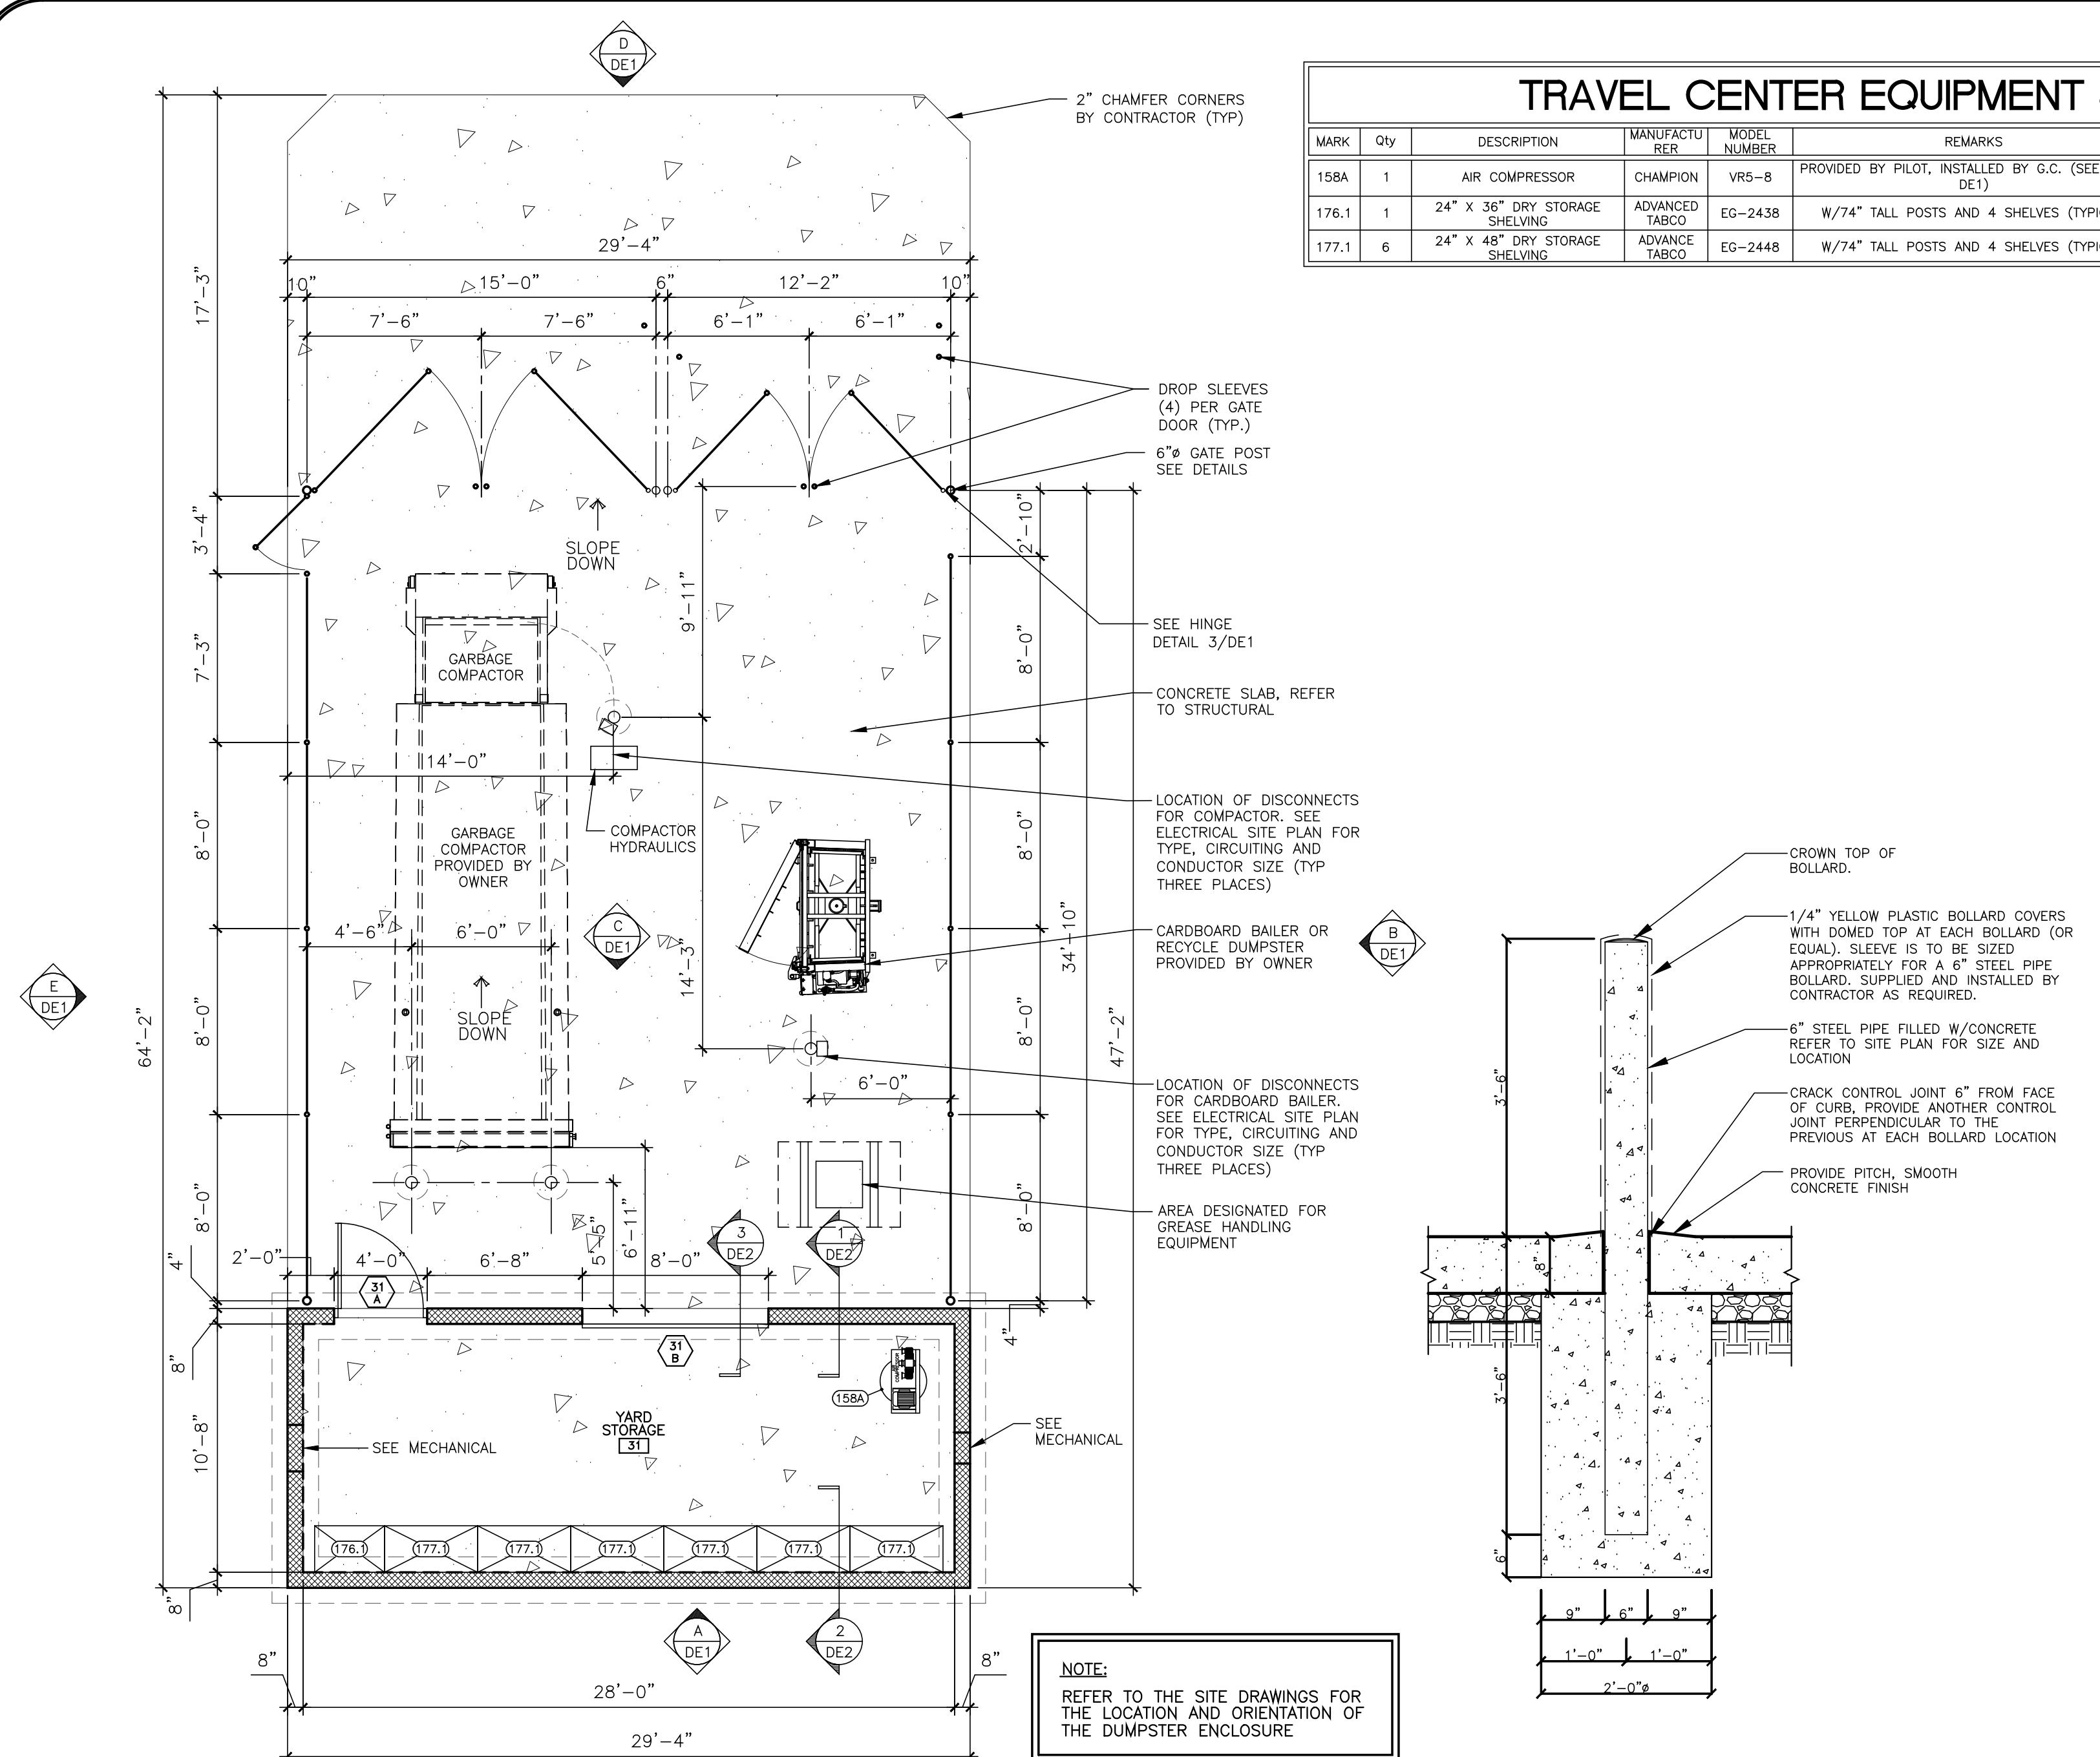 D
DE1
2” CHAMFER CORNERS
BY CONTRACTOR (TYP)
TRAVEL CENTER EQUIPMENT
MARK
Qty
DESCRIPTION
MANUFACTU
RER
MODEL
NUMBER
REMARKS
158A
1
AIR COMPRESSOR
CHAMPION
VR5-8
PROVIDED BY PILOT, INSTALLED BY G.C. (SEE
DE1)
176.1
1
24” X 36” DRY STORAGE
SHELVING
ADVANCED
TABCO
EG-2438
W/74” TALL POSTS AND 4 SHELVES (TYPI
177.1
6
24” X 48” DRY STORAGE
SHELVING
ADVANCE
TABCO
EG-2448
W/74” TALL POSTS AND 4 SHELVES (TYPI
29'-4”
10”
15'-0”
6”
12'-2”
10”
7'-6”
7'-6”
6'-1”
6'-1”
17'-3”
3'-4”
7'-3”
8'-0”
8'-0”
8'-0”
4”
8”
10'-8”
8”
64'-2”
DROP SLEEVES
(4) PER GATE
DOOR (TYP.)
6”ø GATE POST
SEE DETAILS
SLOPE
DOWN
9'-11”
2'-10”
8'-0”
8'-0”
8'-0”
8'-0”
4”
34'-10”
47'-2”
SEE HINGE
DETAIL 3/DE1
GARBAGE
COMPACTOR
CONCRETE SLAB, REFER
TO STRUCTURAL
14'-0”
COMPACTOR
HYDRAULICS
LOCATION OF DISCONNECTS
FOR COMPACTOR. SEE
ELECTRICAL SITE PLAN FOR
TYPE, CIRCUITING AND
CONDUCTOR SIZE (TYP
THREE PLACES)
GARBAGE
COMPACTOR
PROVIDED BY
OWNER
4'-6”
6'-0”
C
DE1
14'-3”
CARDBOARD BAILER OR
RECYCLE DUMPSTER
PROVIDED BY OWNER
B
DE1
E
DE1
SLOPE
DOWN
6'-0”
LOCATION OF DISCONNECTS
FOR CARDBOARD BAILER.
SEE ELECTRICAL SITE PLAN
FOR TYPE, CIRCUITING AND
CONDUCTOR SIZE (TYP
THREE PLACES)
AREA DESIGNATED FOR
GREASE HANDLING
EQUIPMENT
2'-0”
4'-0”
6'-8”
5'-5”
6'-11”
8'-0”
3
DE2
1
DE2
31
A
31
B
158A
YARD
STORAGE
31
SEE MECHANICAL
SEE
MECHANICAL
176.1
177.1
177.1
177.1
177.1
177.1
177.1
A
DE1
2
DE2
8”
28'-0”
8”
29'-4”
NOTE:
REFER TO THE SITE DRAWINGS FOR
THE LOCATION AND ORIENTATION OF
THE DUMPSTER ENCLOSURE
CROWN TOP OF
BOLLARD.
1/4” YELLOW PLASTIC BOLLARD COVERS
WITH DOMED TOP AT EACH BOLLARD (OR
EQUAL). SLEEVE IS TO BE SIZED
APPROPRIATELY FOR A 6” STEEL PIPE
BOLLARD. SUPPLIED AND INSTALLED BY
CONTRACTOR AS REQUIRED.
6” STEEL PIPE FILLED W/CONCRETE
REFER TO SITE PLAN FOR SIZE AND
LOCATION
CRACK CONTROL JOINT 6” FROM FACE
OF CURB, PROVIDE ANOTHER CONTROL
JOINT PERPENDICULAR TO THE
PREVIOUS AT EACH BOLLARD LOCATION
PROVIDE PITCH, SMOOTH
CONCRETE FINISH
3'-6”
8”
3'-6”
6”
9”
6”
9”
1'-0”
1'-0”
2'-0”ø